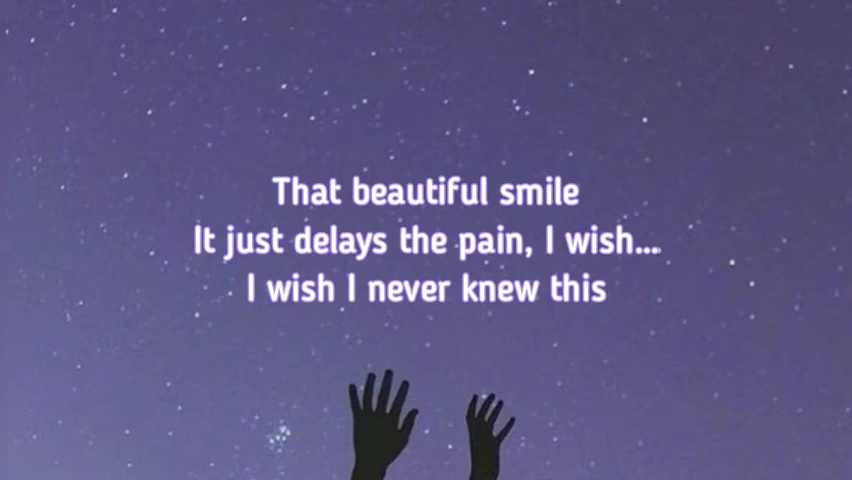 That beautiful smile
It just delays the pain, I wish...
I wish I never knew this